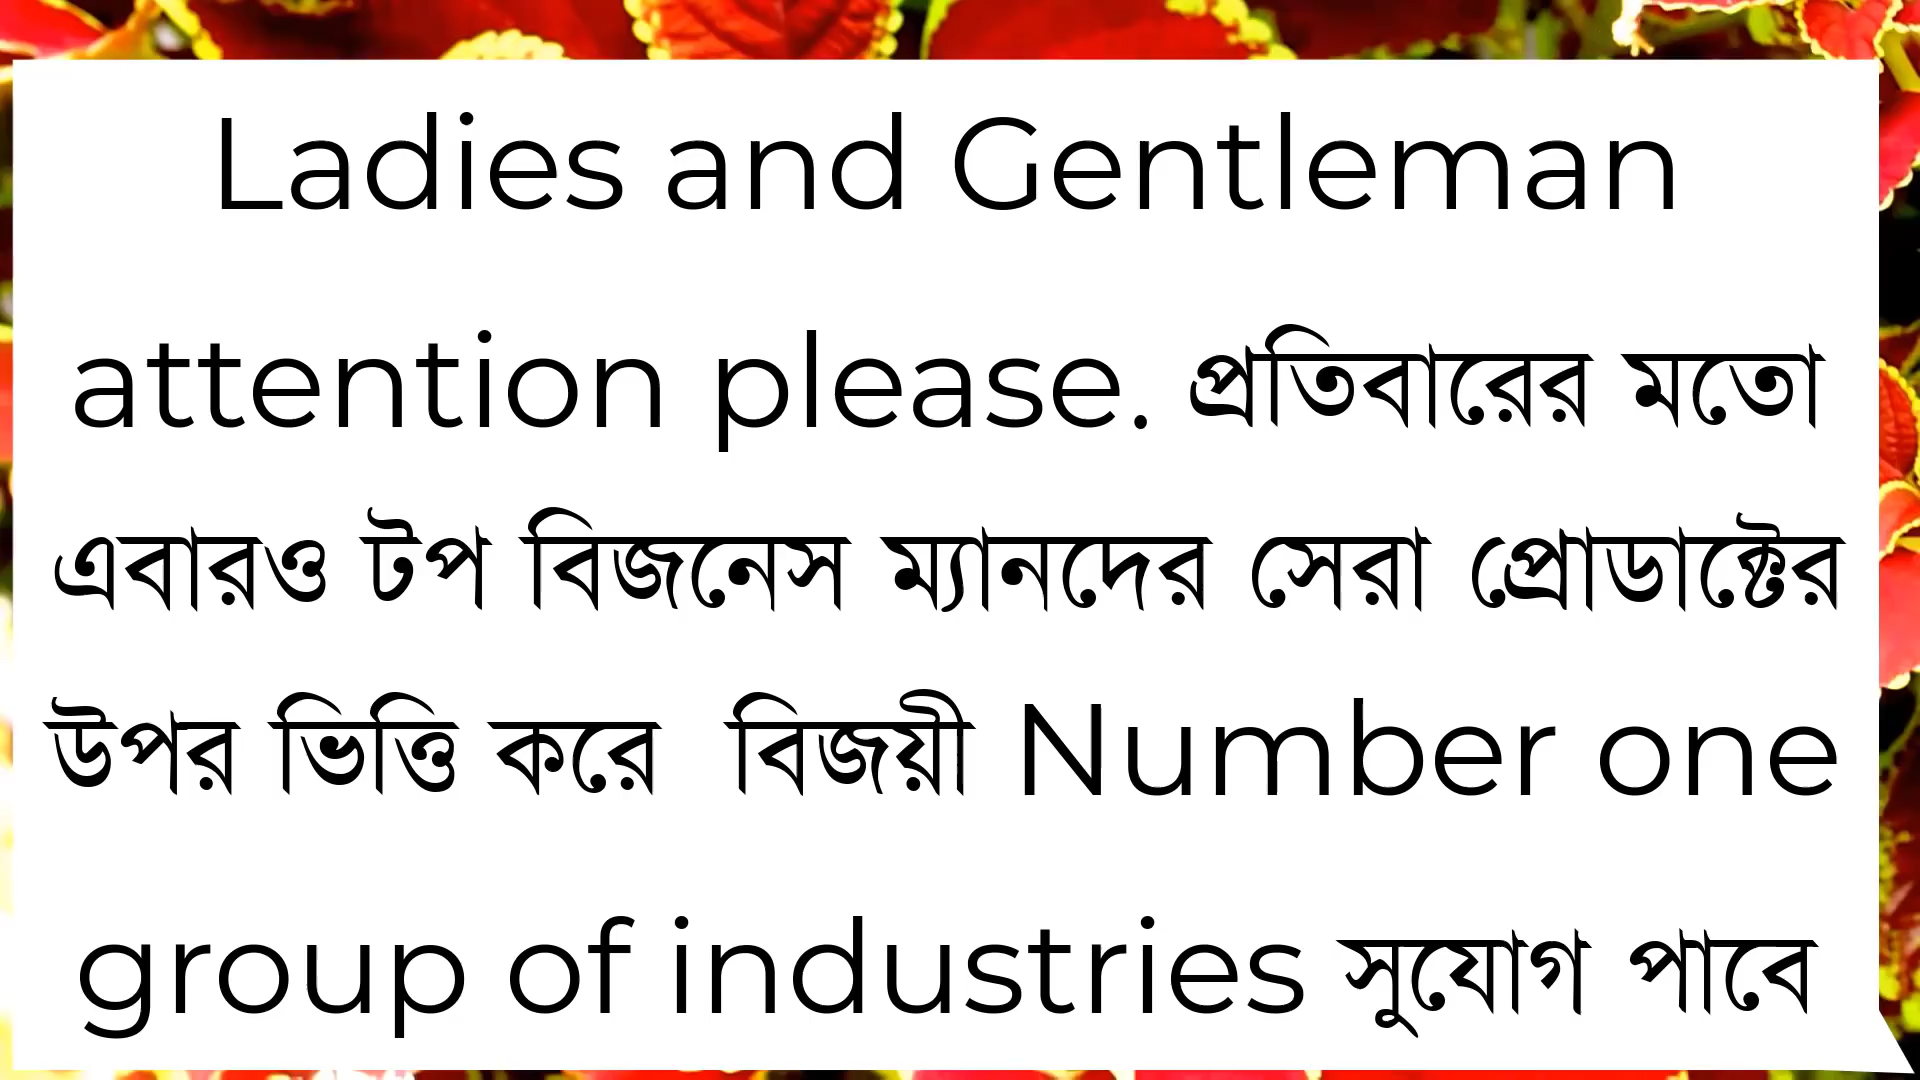 Ladies and Gentleman
attention please. প্রতিবারের মতো
এবারও টপ বিজনেস ম্যানদের সেরা প্রোডাক্টের
উপর ভিত্তি করে  বিজয়ী Number one
group of industries সুযোগ পাবে